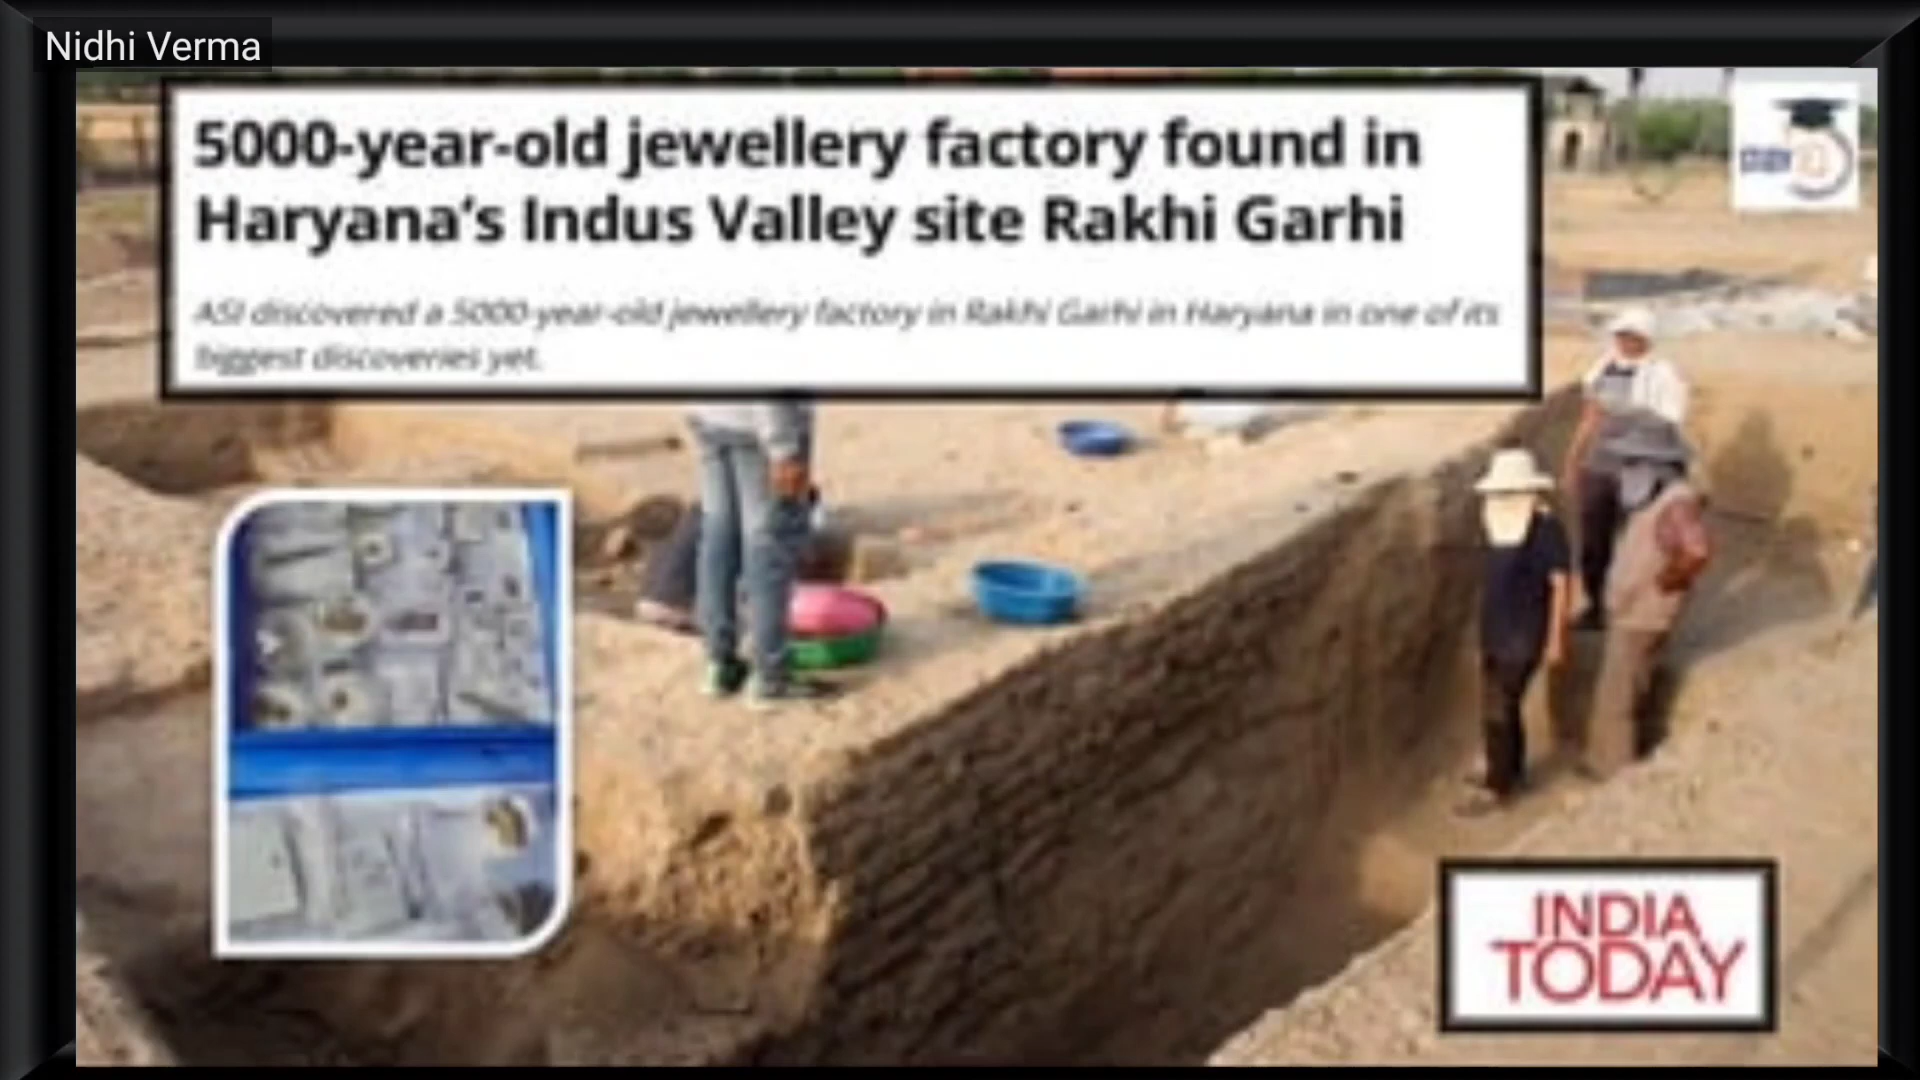 Nidhi Verma
5000-year-old jewellery factory found in
Haryana's Indus Valley site Rakhi Garhi
ASI discovered a 5000-year-old jewellery factory in Rakhi Garhi in Haryana in one of its
biggest discoveries yet.
INDIA
TODAY